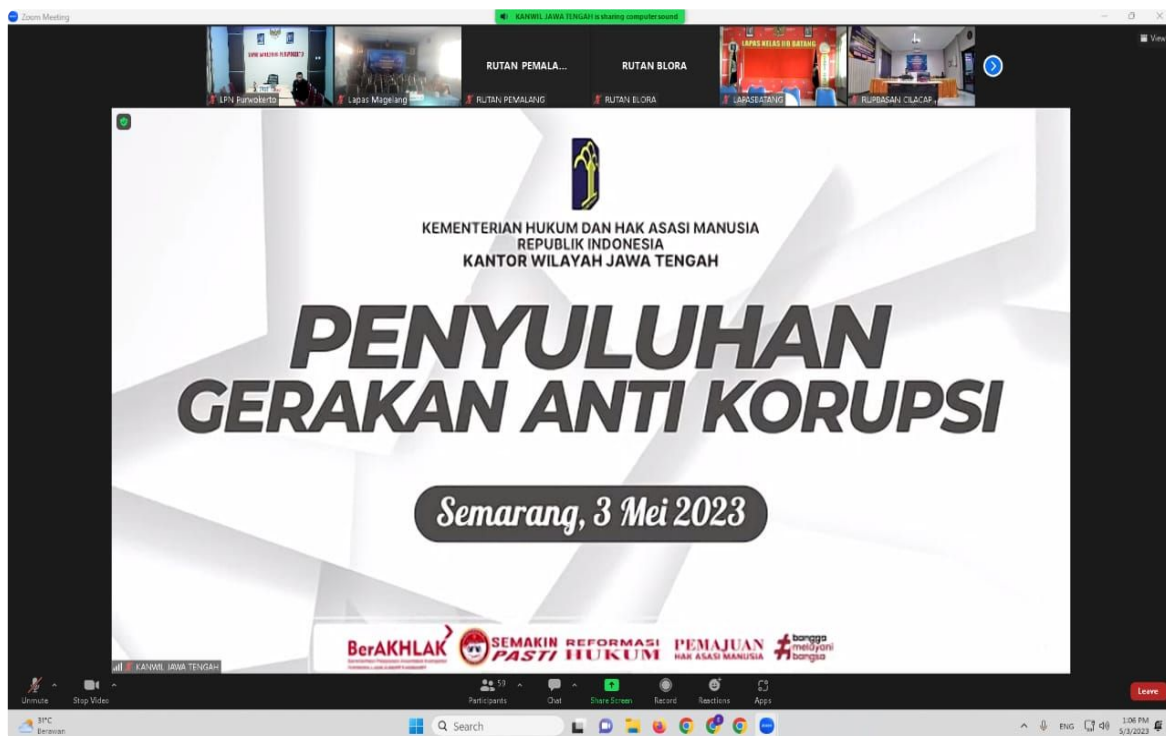 Zoom Meeting
KANWIL JAWA TENGAH is sharing computer sound
View
LPN Purwokerto
Lapas Magelang
RUTAN PEMALA...
RUTAN PEMALANG
RUTAN BLORA
RUTAN BLORA
LAPAS KELAS IIB BATANG
LAPASBATANG
RUPBASAN CILACAP
KEMENTERIAN HUKUM DAN HAK ASASI MANUSIA
REPUBLIK INDONESIA
KANTOR WILAYAH JAWA TENGAH
PENYULUHAN
GERAKAN ANTI KORUPSI
Semarang, 3 Mei 2023
BerAKHLAK
SEMAKIN
PASTI
REFORMASI
HUKUM
PEMAJUAN
HAK ASASI MANUSIA
#bangga
melayani
bangsa
KANWIL JAWA TENGAH
Unmute
Stop Video
59
Participants
Chat
Share Screen
Record
Reactions
Apps
Leave
31°C
Berawan
Search
ENG
1:06 PM
5/3/2023